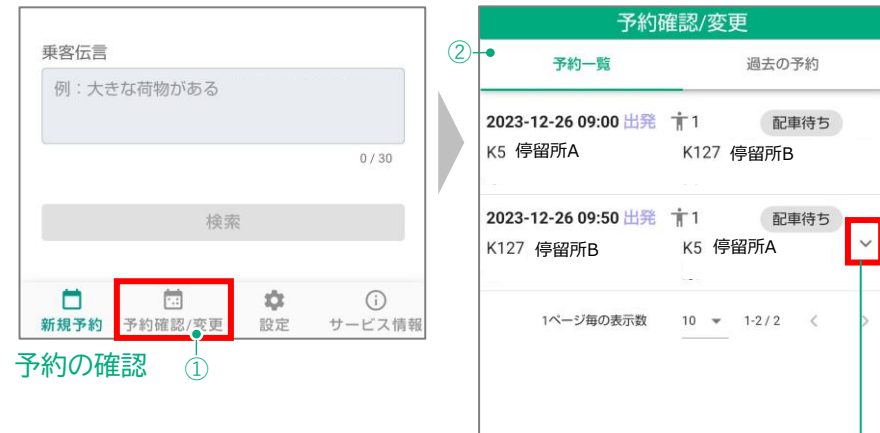 乗客伝言
例：大きな荷物がある
0 / 30
検索
新規予約 予約確認/変更 設定 サービス情報
予約の確認 ①
予約確認/変更
②
予約一覧 過去の予約
2023-12-26 09:00 出発 1 配車待ち
K5 停留所A K127 停留所B
2023-12-26 09:50 出発 1 配車待ち
K127 停留所B K5 停留所A
1ページ毎の表示数 10 1-2 / 2